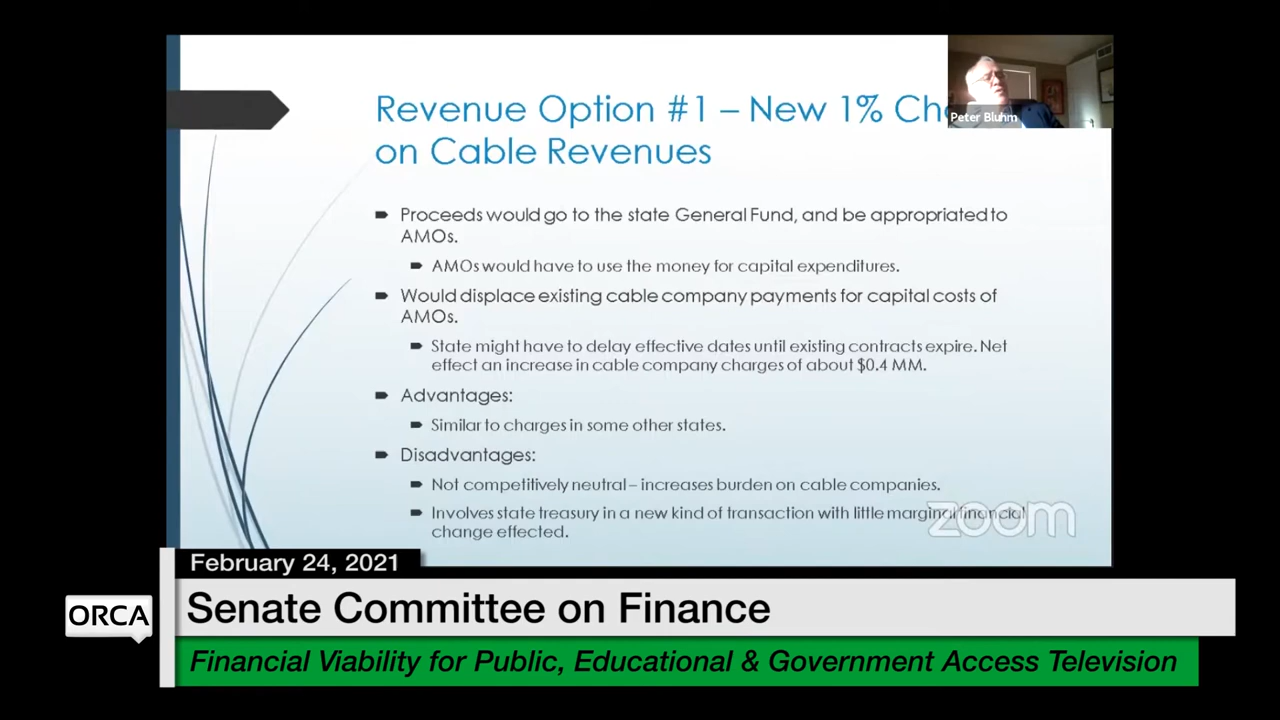 Revenue Option #1 – New 1%
on Cable Revenues
Peter Bluhm
Proceeds would go to the state General Fund, and be appropriated to
AMOs.
AMOs would have to use the money for capital expenditures.
Would displace existing cable company payments for capital costs of
AMOs.
State might have to delay effective dates until existing contracts expire. Net
effect an increase in cable company charges of about $0.4 MM.
Advantages:
Similar to charges in some other states.
Disadvantages:
Not competitively neutral – increases burden on cable companies.
Involves state treasury in a new kind of transaction with little marginal financial
change effected.
zoom
February 24, 2021
ORCA
Senate Committee on Finance
Financial Viability for Public, Educational & Government Access Television